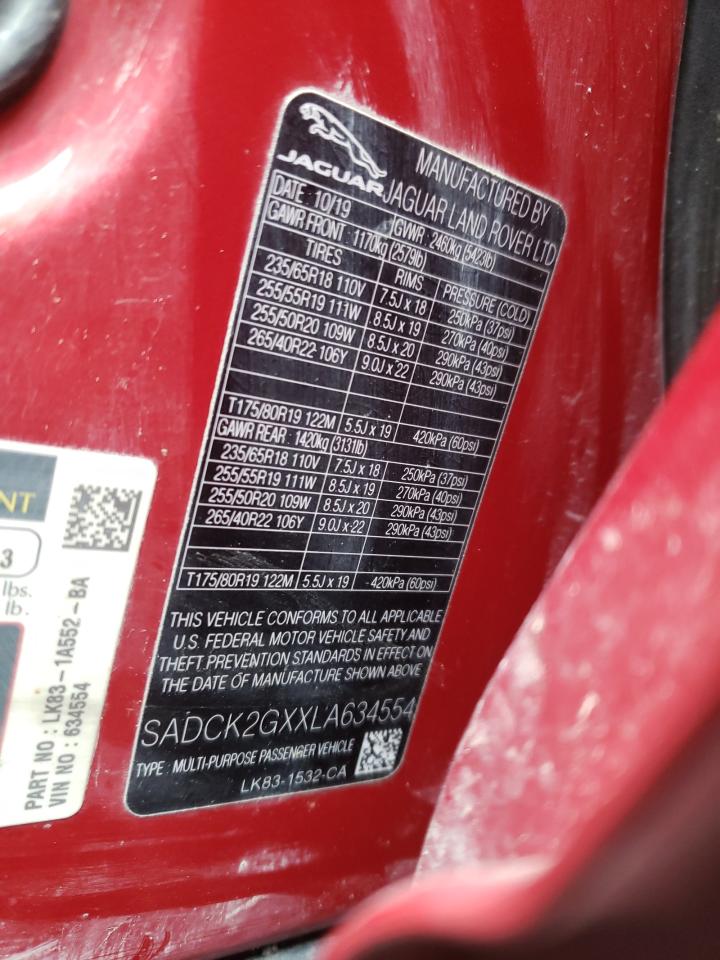 JAGUAR
MANUFACTURED BY
JAGUAR LAND ROVER LTD
DATE: 10/19 GVWR: 2460kg (5423lb)
GAWR FRONT: 1170kg (2579lb)
TIRES RIMS PRESSURE (COLD)
235/65R18 110V 7.5J x 18 250kPa (37psi)
255/55R19 111W 8.5J x 19 270kPa (40psi)
255/50R20 109W 8.5J x 20 290kPa (43psi)
265/40R22 106Y 9.0J x 22 290kPa (43psi)
T175/80R19 122M 5.5J x 19 420kPa (60psi)
GAWR REAR: 1420kg (3131lb)
235/65R18 110V 7.5J x 18 250kPa (37psi)
255/55R19 111W 8.5J x 19 270kPa (40psi)
255/50R20 109W 8.5J x 20 290kPa (43psi)
265/40R22 106Y 9.0J x 22 290kPa (43psi)
T175/80R19 122M 5.5J x 19 420kPa (60psi)
THIS VEHICLE CONFORMS TO ALL APPLICABLE
U.S. FEDERAL MOTOR VEHICLE SAFETY AND
THEFT PREVENTION STANDARDS IN EFFECT ON
THE DATE OF MANUFACTURE SHOWN ABOVE
SADCK2GXXLA634554
TYPE: MULTI-PURPOSE PASSENGER VEHICLE
LK83-1532-CA
NT
3
lbs.
lb.
PART NO: LK83-1A552-BA
VIN NO: 634554